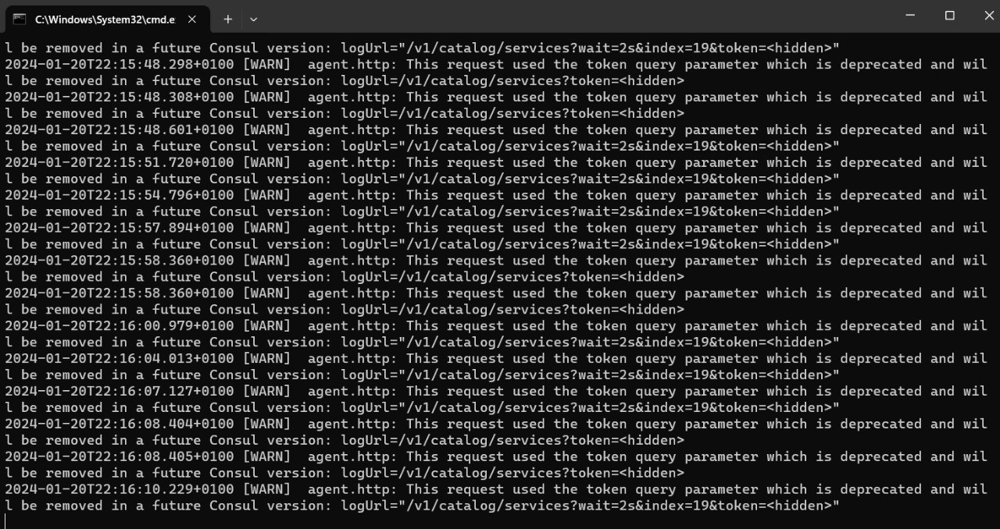 C:\Windows\System32\cmd.e
l be removed in a future Consul version: logUrl="/v1/catalog/services?wait=2s&index=19&token=<hidden>"
2024-01-20T22:15:48.298+0100 [WARN]  agent.http: This request used the token query parameter which is deprecated and wil
l be removed in a future Consul version: logUrl=/v1/catalog/services?token=<hidden>
2024-01-20T22:15:48.308+0100 [WARN]  agent.http: This request used the token query parameter which is deprecated and wil
l be removed in a future Consul version: logUrl=/v1/catalog/services?token=<hidden>
2024-01-20T22:15:48.601+0100 [WARN]  agent.http: This request used the token query parameter which is deprecated and wil
l be removed in a future Consul version: logUrl="/v1/catalog/services?wait=2s&index=19&token=<hidden>"
2024-01-20T22:15:51.720+0100 [WARN]  agent.http: This request used the token query parameter which is deprecated and wil
l be removed in a future Consul version: logUrl="/v1/catalog/services?wait=2s&index=19&token=<hidden>"
2024-01-20T22:15:54.796+0100 [WARN]  agent.http: This request used the token query parameter which is deprecated and wil
l be removed in a future Consul version: logUrl="/v1/catalog/services?wait=2s&index=19&token=<hidden>"
2024-01-20T22:15:57.894+0100 [WARN]  agent.http: This request used the token query parameter which is deprecated and wil
l be removed in a future Consul version: logUrl="/v1/catalog/services?wait=2s&index=19&token=<hidden>"
2024-01-20T22:15:58.360+0100 [WARN]  agent.http: This request used the token query parameter which is deprecated and wil
l be removed in a future Consul version: logUrl=/v1/catalog/services?token=<hidden>
2024-01-20T22:15:58.360+0100 [WARN]  agent.http: This request used the token query parameter which is deprecated and wil
l be removed in a future Consul version: logUrl=/v1/catalog/services?token=<hidden>
2024-01-20T22:16:00.979+0100 [WARN]  agent.http: This request used the token query parameter which is deprecated and wil
l be removed in a future Consul version: logUrl="/v1/catalog/services?wait=2s&index=19&token=<hidden>"
2024-01-20T22:16:04.013+0100 [WARN]  agent.http: This request used the token query parameter which is deprecated and wil
l be removed in a future Consul version: logUrl="/v1/catalog/services?wait=2s&index=19&token=<hidden>"
2024-01-20T22:16:07.127+0100 [WARN]  agent.http: This request used the token query parameter which is deprecated and wil
l be removed in a future Consul version: logUrl="/v1/catalog/services?wait=2s&index=19&token=<hidden>"
2024-01-20T22:16:08.404+0100 [WARN]  agent.http: This request used the token query parameter which is deprecated and wil
l be removed in a future Consul version: logUrl=/v1/catalog/services?token=<hidden>
2024-01-20T22:16:08.405+0100 [WARN]  agent.http: This request used the token query parameter which is deprecated and wil
l be removed in a future Consul version: logUrl=/v1/catalog/services?token=<hidden>
2024-01-20T22:16:10.229+0100 [WARN]  agent.http: This request used the token query parameter which is deprecated and wil
l be removed in a future Consul version: logUrl="/v1/catalog/services?wait=2s&index=19&token=<hidden>"